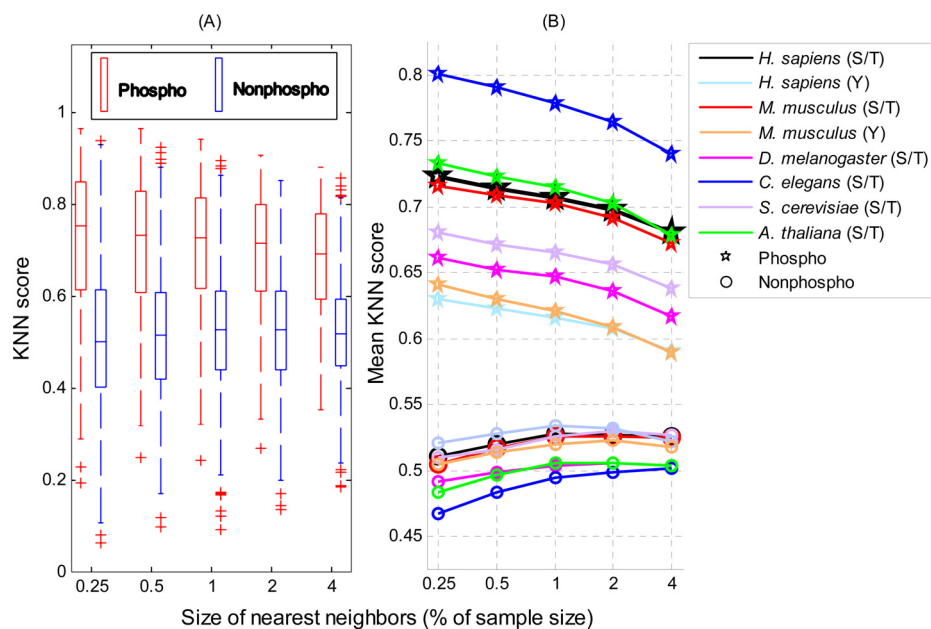 (A)
(B)
KNN score
1
0.8
0.6
0.4
0.2
0
Phospho
Nonphospho
0.25
0.5
1
2
4
Mean KNN score
0.8
0.75
0.7
0.65
0.6
0.55
0.5
0.45
0.25
0.5
1
2
4
Size of nearest neighbors (% of sample size)
H. sapiens (S/T)
H. sapiens (Y)
M. musculus (S/T)
M. musculus (Y)
D. melanogaster (S/T)
C. elegans (S/T)
S. cerevisiae (S/T)
A. thaliana (S/T)
Phospho
Nonphospho